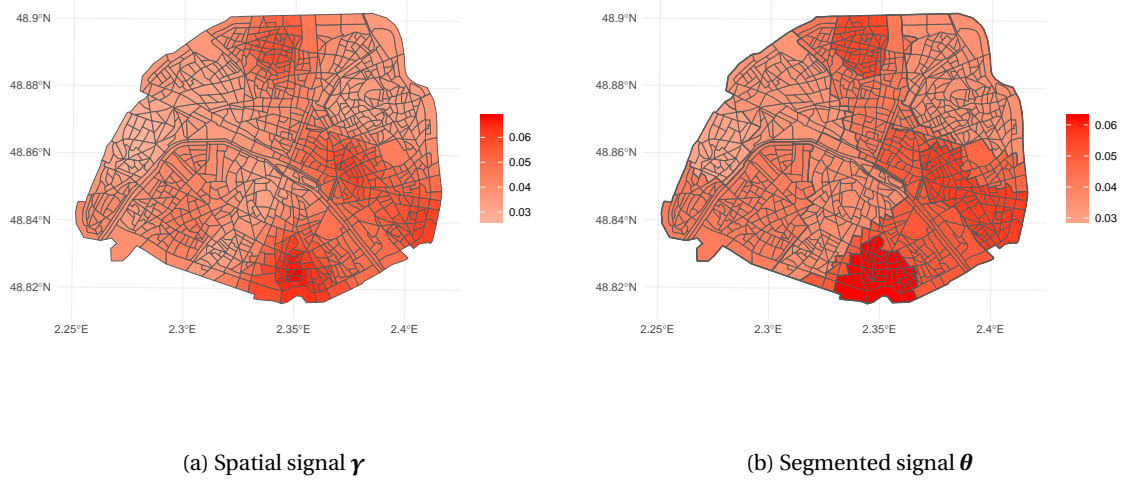 48.9°N
48.88°N
48.86°N
48.84°N
48.82°N
2.25°E 2.3°E 2.35°E 2.4°E
0.06
0.05
0.04
0.03
(a) Spatial signal γ
48.9°N
48.88°N
48.86°N
48.84°N
48.82°N
2.25°E 2.3°E 2.35°E 2.4°E
0.06
0.05
0.04
0.03
(b) Segmented signal θ